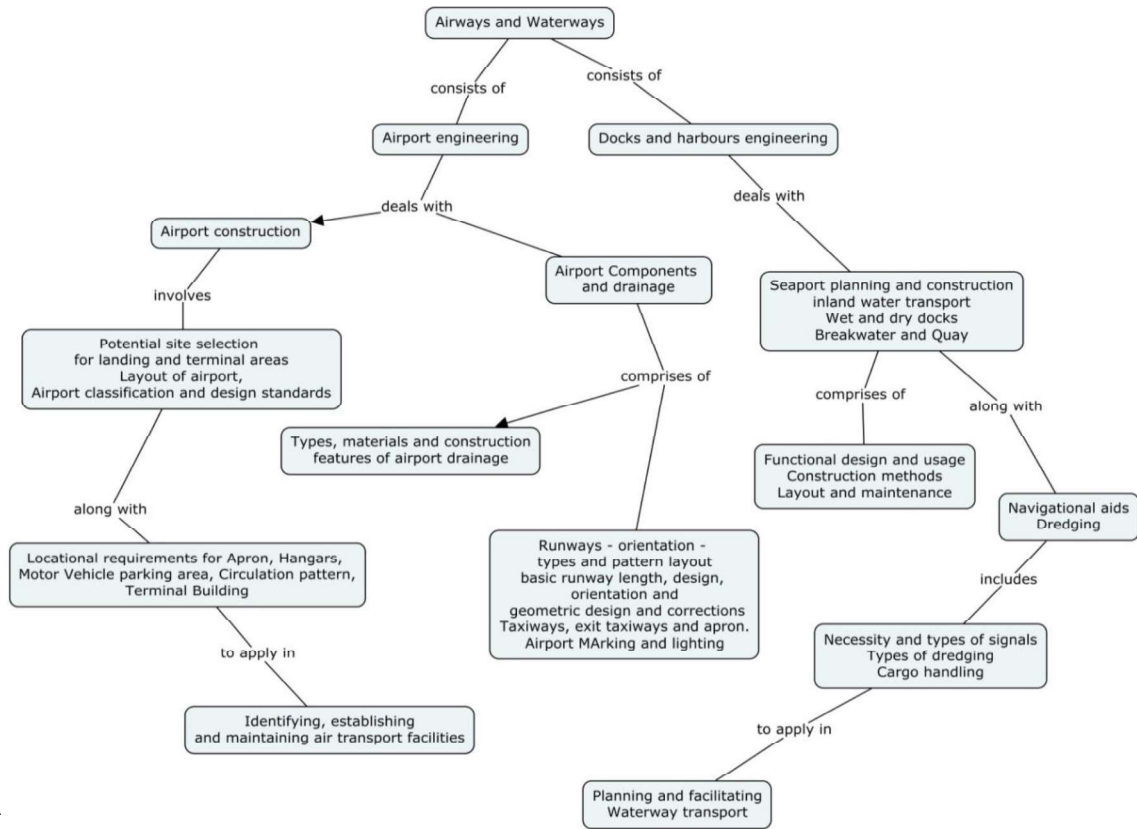 Airways and Waterways
consists of
consists of
Airport engineering
Docks and harbours engineering
deals with
deals with
Airport construction
Airport Components
and drainage
Seaport planning and construction
inland water transport
Wet and dry docks
Breakwater and Quay
involves
Potential site selection
for landing and terminal areas
Layout of airport,
Airport classification and design standards
comprises of
comprises of
along with
Types, materials and construction
features of airport drainage
Functional design and usage
Construction methods
Layout and maintenance
along with
Navigational aids
Dredging
Locational requirements for Apron, Hangars,
Motor Vehicle parking area, Circulation pattern,
Terminal Building
Runways - orientation -
types and pattern layout
basic runway length, design,
orientation and
geometric design and corrections
Taxiways, exit taxiways and apron.
Airport MArking and lighting
includes
to apply in
Necessity and types of signals
Types of dredging
Cargo handling
Identifying, establishing
and maintaining air transport facilities
to apply in
Planning and facilitating
Waterway transport